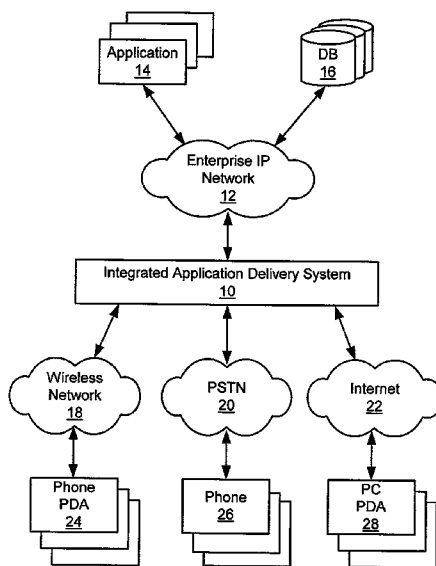 Application
14
DB
16
Enterprise IP
Network
12
Integrated Application Delivery System
10
Wireless
Network
18
PSTN
20
Internet
22
Phone
PDA
24
Phone
26
PC
PDA
28